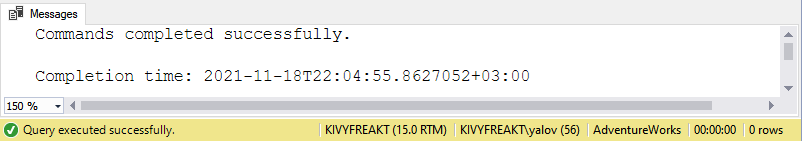 Messages
Commands completed successfully.
Completion time: 2021-11-18T22:04:55.8627052+03:00
150 %
Query executed successfully. KIVYFREAKT (15.0 RTM) KIVYFREAKT\yalov (56) AdventureWorks 00:00:00 0 rows